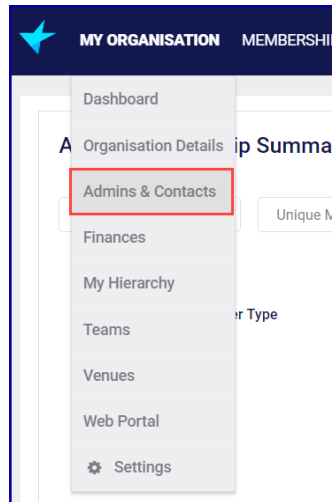 MY ORGANISATION MEMBERSHI
Dashboard
A
Organisation Details
ip Summa
Admins & Contacts
Unique M
Finances
My Hierarchy
er Type
Teams
Venues
Web Portal
Settings